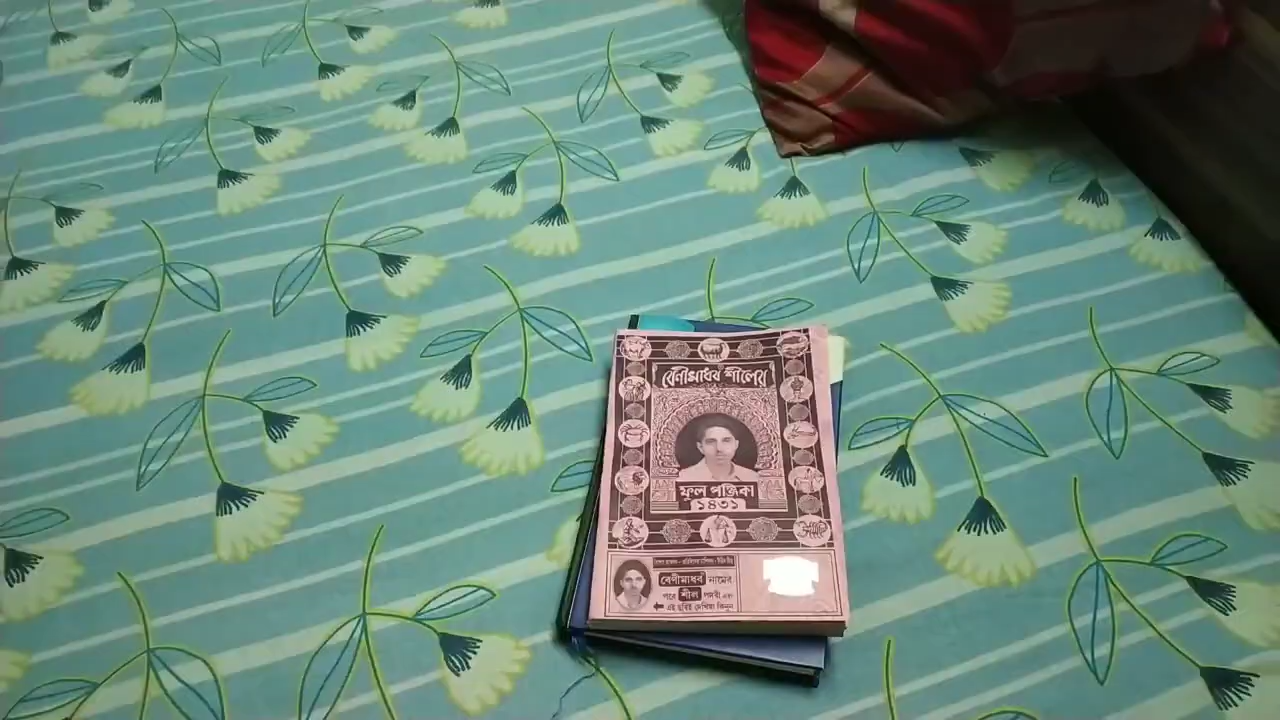 বেণীমাধব শীলের
ফুল পঞ্জিকা
১৪৩১
বেণীমাধব নামের
পরে শীল পদবী এবং
এই ছবিটি দেখিয়া কিনুন